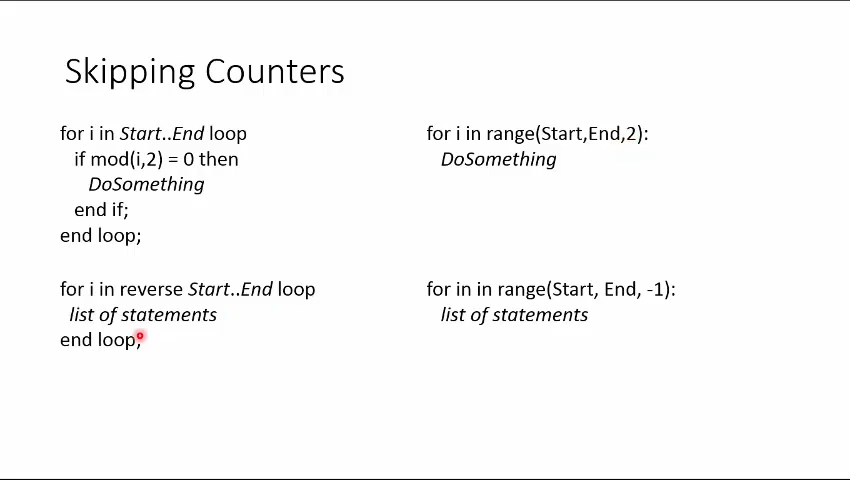 Skipping Counters
for i in Start..End loop
if mod(i,2) = 0 then
DoSomething
end if;
end loop;
for i in range(Start,End,2):
DoSomething
for i in reverse Start..End loop
list of statements
end loop;
for in in range(Start, End, -1):
list of statements